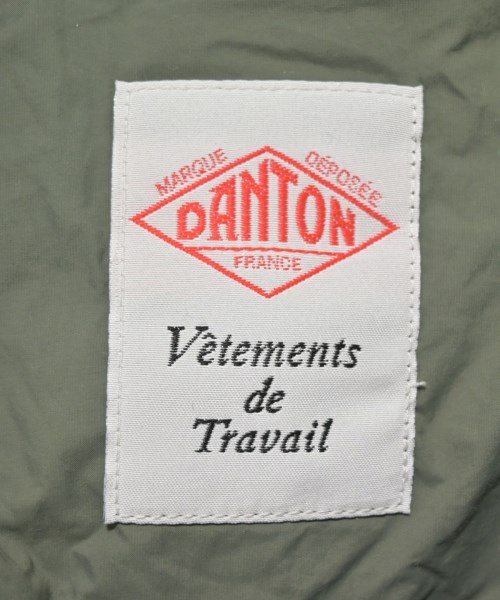 MARQUE DÉPOSÉE
DANTON
FRANCE
Vêtements
de
Travail